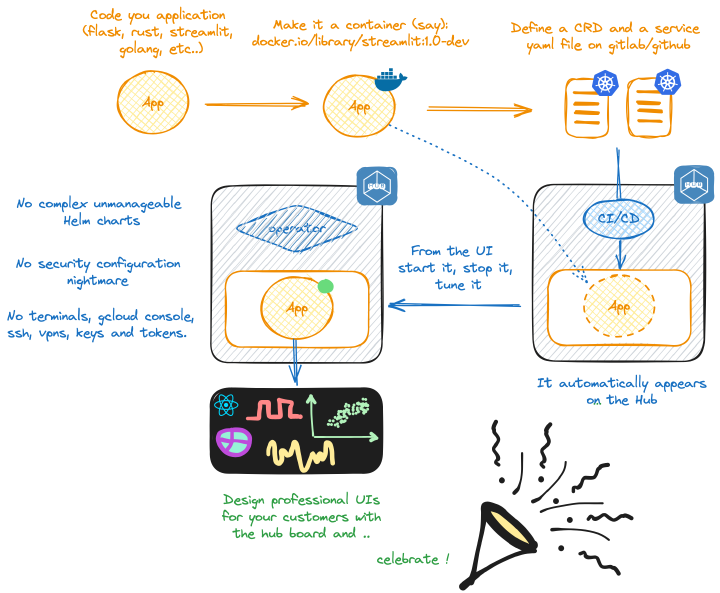 Code you application
(flask, rust, streamlit,
golang, etc..)
Make it a container (say):
docker.io/library/streamlit:1.0-dev
Define a CRD and a service
yaml file on gitlab/github
App
App
No complex unmanageable
Helm charts
No security configuration
nightmare
No terminals, gcloud console,
ssh, vpns, keys and tokens.
operator
App
From the UI
start it, stop it,
tune it
CI/CD
App
It automatically appears
on the Hub
Design professional UIs
for your customers with
the hub board and ..
celebrate !